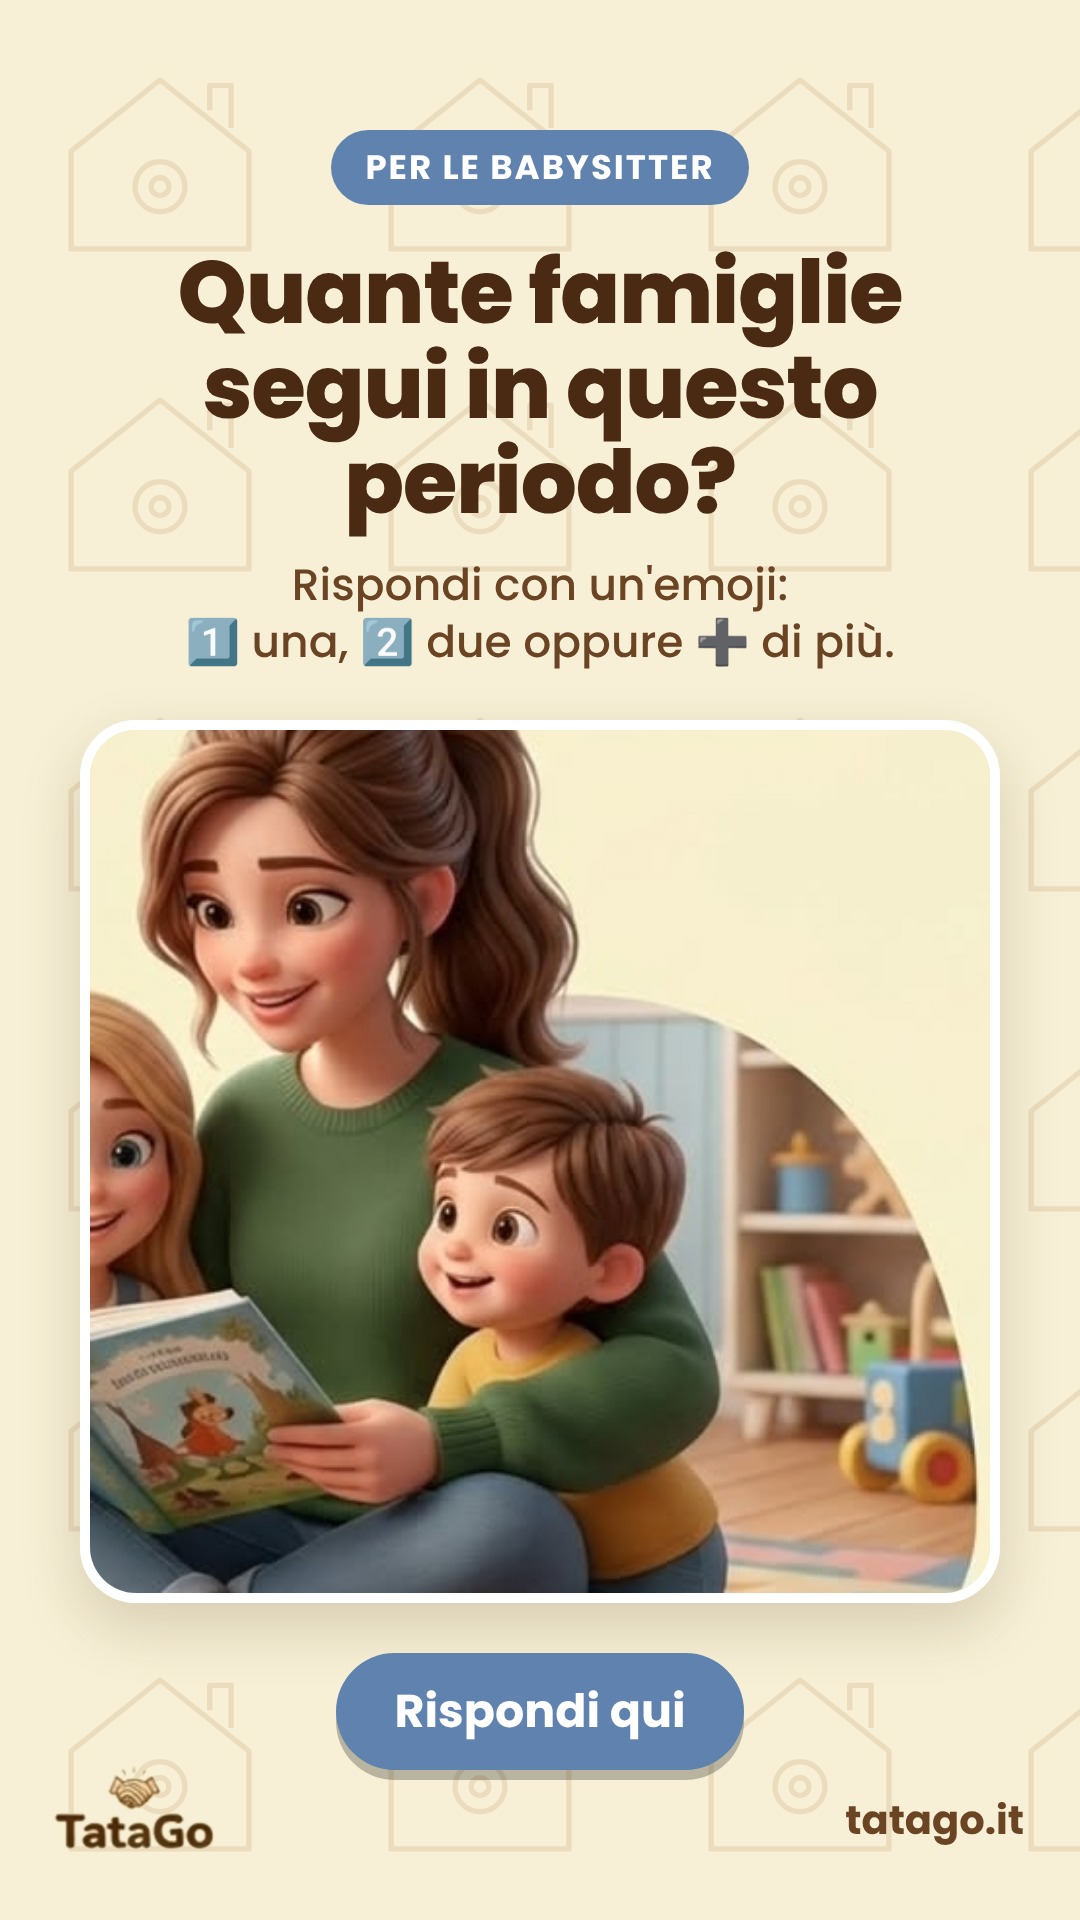 PER LE BABYSITTER
Quante famiglie
segui in questo
periodo?
Rispondi con un'emoji:
1️⃣ una, 2️⃣ due oppure ➕ di più.
Rispondi qui
TataGo
tatago.it